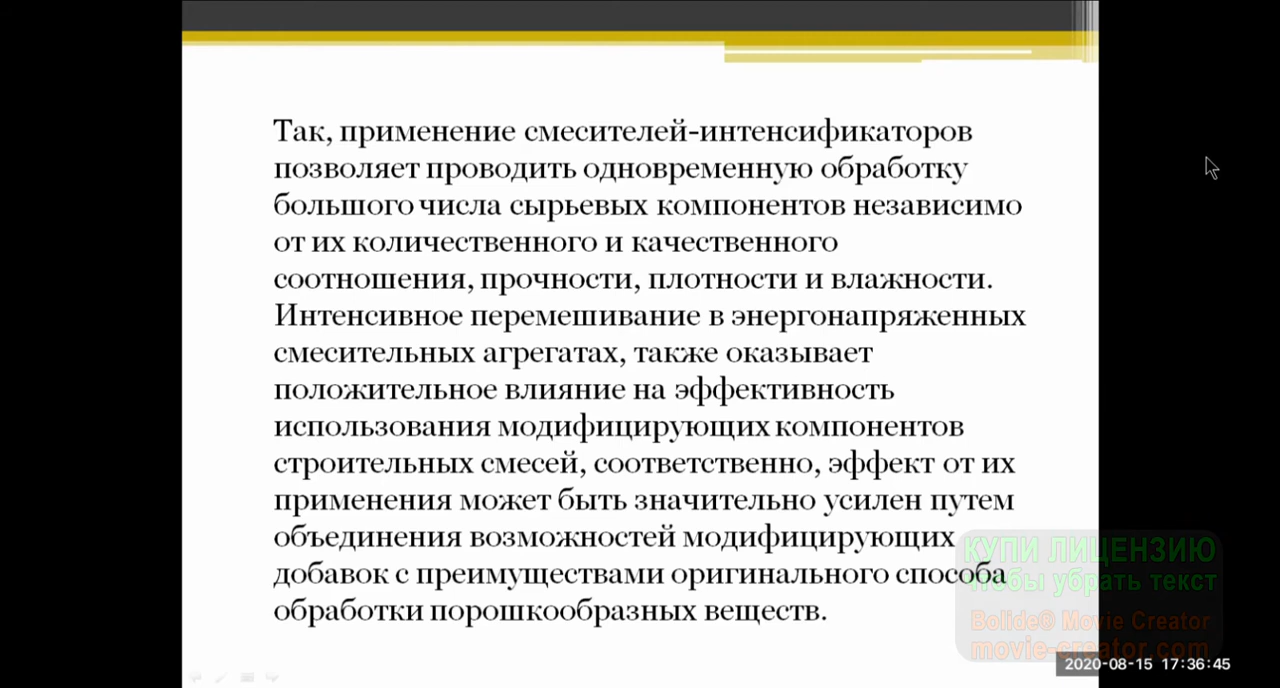 Так, применение смесителей-интенсификаторов
позволяет проводить одновременную обработку
большого числа сырьевых компонентов независимо
от их количественного и качественного
соотношения, прочности, плотности и влажности.
Интенсивное перемешивание в энергонапряженных
смесительных агрегатах, также оказывает
положительное влияние на эффективность
использования модифицирующих компонентов
строительных смесей, соответственно, эффект от их
применения может быть значительно усилен путем
объединения возможностей модифицирующих
добавок с преимуществами оригинального способа
обработки порошкообразных веществ.
КУПИ ЛИЦЕНЗИЮ
Чтобы убрать текст
Bolide® Movie Creator
movie-creator.com
2020-08-15 17:36:45